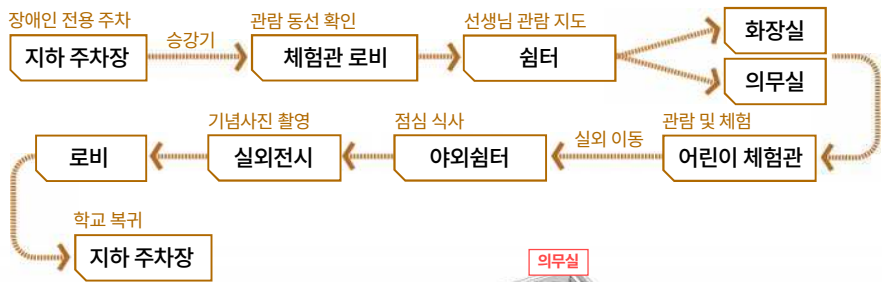 장애인 전용 주차
지하 주차장
승강기
관람 동선 확인
체험관 로비
선생님 관람 지도
쉼터
화장실
의무실
관람 및 체험
어린이 체험관
실외 이동
점심 식사
야외쉼터
기념사진 촬영
실외전시
로비
학교 복귀
지하 주차장
의무실